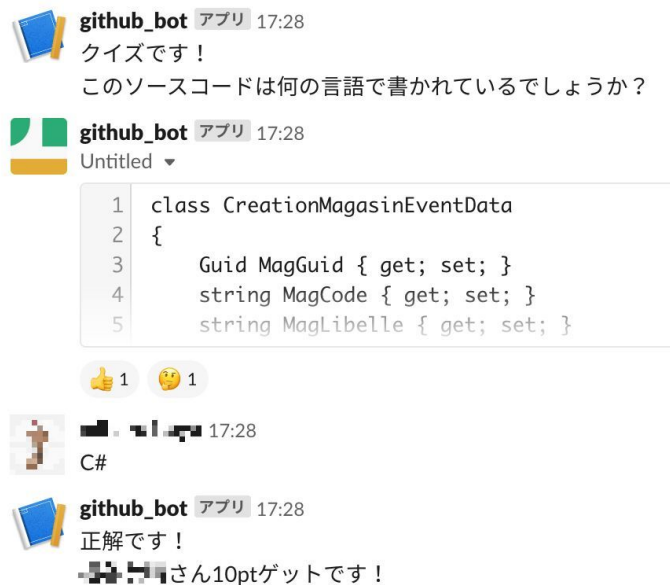 github_bot アプリ 17:28
クイズです！
このソースコードは何の言語で書かれているでしょうか？
github_bot アプリ 17:28
Untitled
1 class CreationMagasinEventData
2 {
3 Guid MagGuid { get; set; }
4 string MagCode { get; set; }
5 string MagLibelle { get; set; }
👍 1 🤔 1
17:28
C#
github_bot アプリ 17:28
正解です！
さん10ptゲットです！